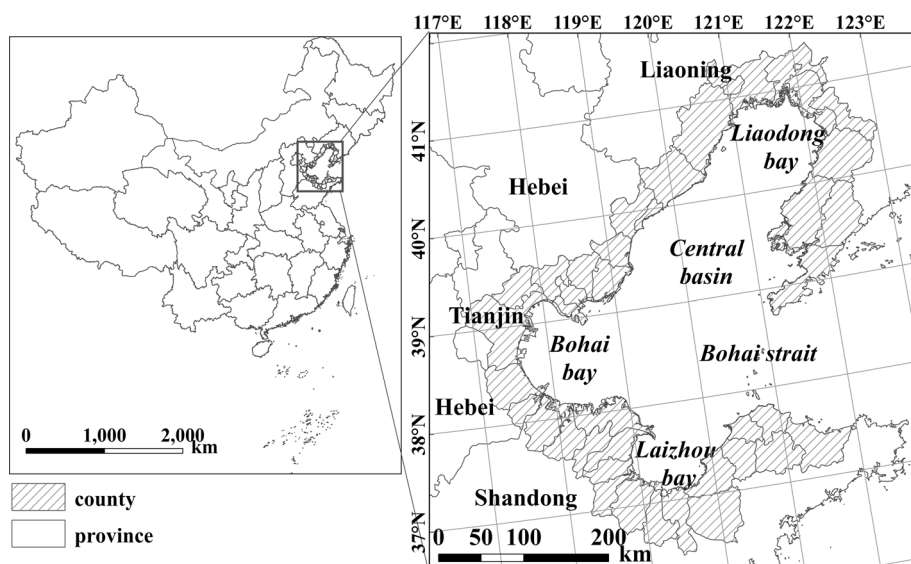 117°E 118°E 119°E 120°E 121°E 122°E 123°E
Liaoning
41°N
Liaodong
bay
Hebei
40°N
Central
basin
Tianjin
39°N
Bohai
bay
Bohai strait
Hebei
38°N
Laizhou
bay
Shandong
37°N
0 50 100 200
km
0 1,000 2,000
km
county
province